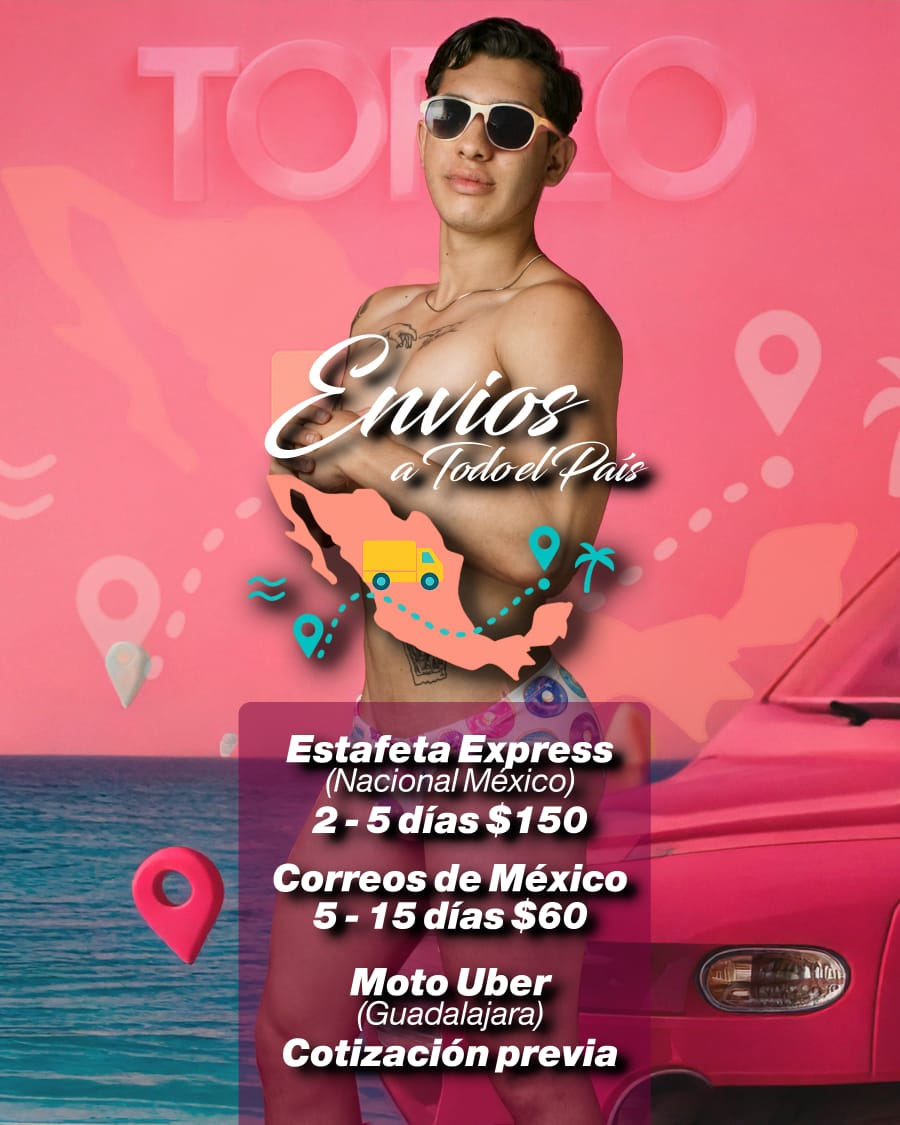 Envios
a Todo el País
Estafeta Express
(Nacional México)
2 - 5 días $150
Correos de México
5 - 15 días $60
Moto Uber
(Guadalajara)
Cotización previa